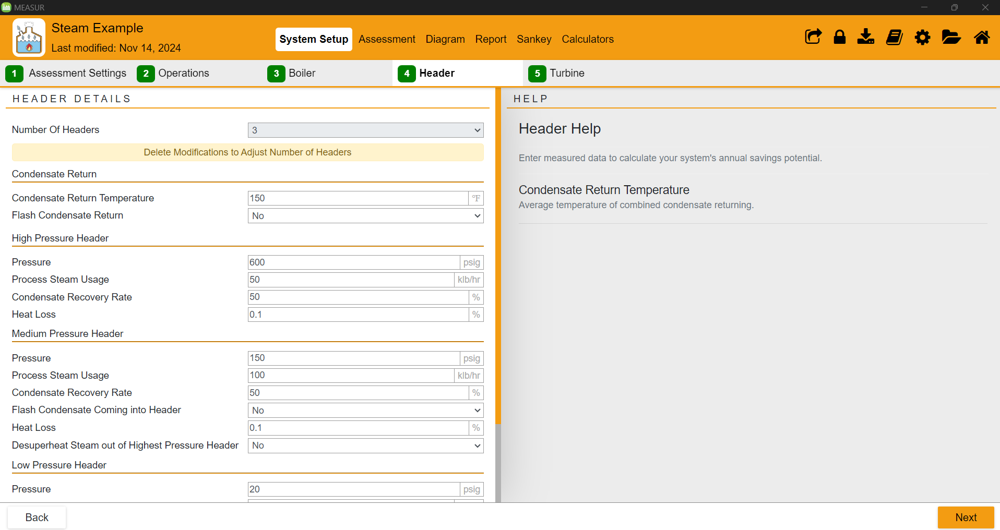 MEASUR
Steam Example
Last modified: Nov 14, 2024
System Setup Assessment Diagram Report Sankey Calculators
1 Assessment Settings 2 Operations 3 Boiler 4 Header 5 Turbine
HEADER DETAILS
Number Of Headers 3
Delete Modifications to Adjust Number of Headers
Condensate Return
Condensate Return Temperature 150 °F
Flash Condensate Return No
High Pressure Header
Pressure 600 psig
Process Steam Usage 50 klb/hr
Condensate Recovery Rate 50 %
Heat Loss 0.1 %
Medium Pressure Header
Pressure 150 psig
Process Steam Usage 100 klb/hr
Condensate Recovery Rate 50 %
Flash Condensate Coming into Header No
Heat Loss 0.1 %
Desuperheat Steam out of Highest Pressure Header No
Low Pressure Header
Pressure 20 psig
HELP
Header Help
Enter measured data to calculate your system's annual savings potential.
Condensate Return Temperature
Average temperature of combined condensate returning.
Back
Next